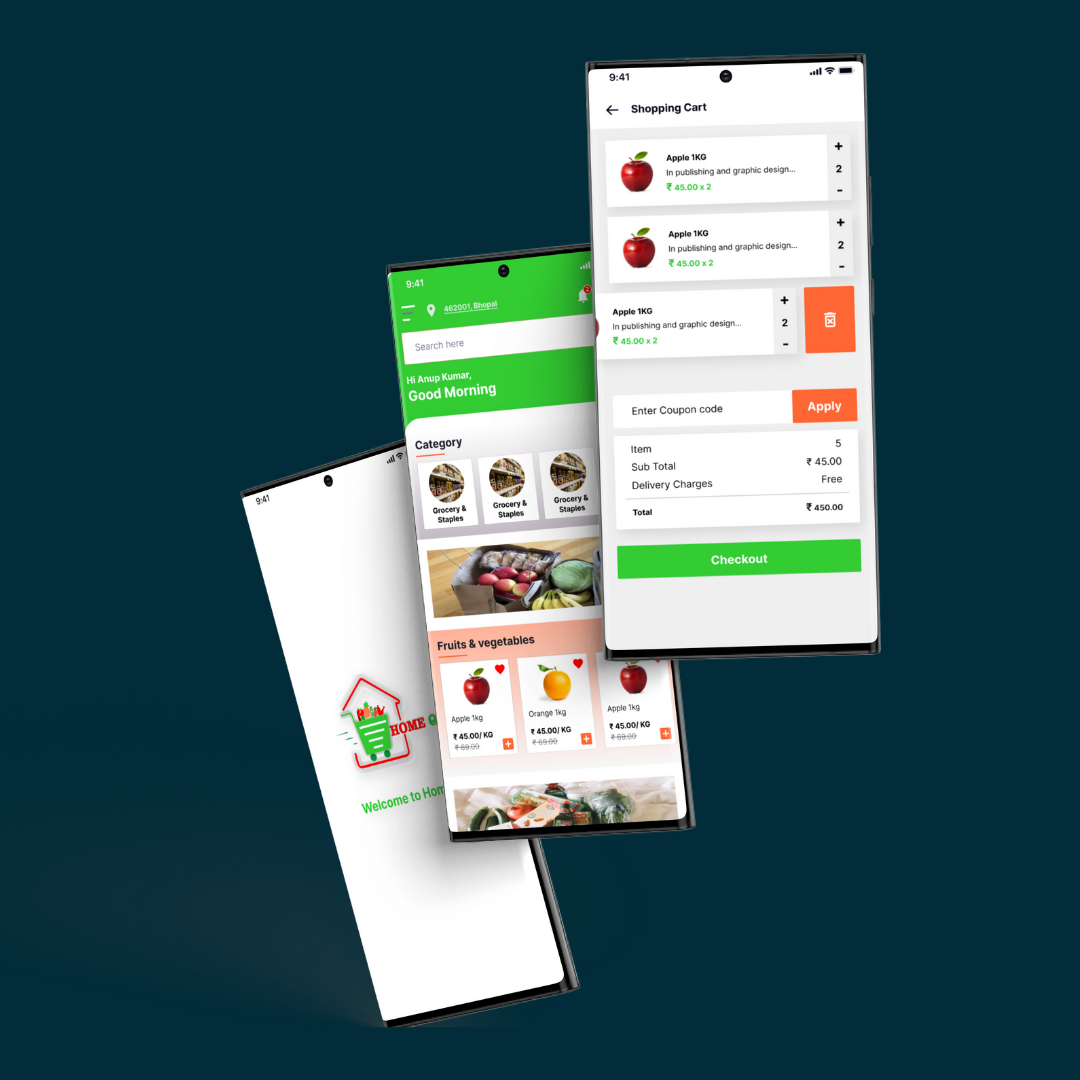 9:41
Shopping Cart
Apple 1KG
In publishing and graphic design...
₹ 45.00 x 2
+
2
-
Apple 1KG
In publishing and graphic design...
₹ 45.00 x 2
+
2
-
Apple 1KG
In publishing and graphic design...
₹ 45.00 x 2
+
2
-
Enter Coupon code
Apply
Item 5
Sub Total ₹ 45.00
Delivery Charges Free
Total ₹ 450.00
Checkout
9:41
462001, Bhopal
2
Search here
Hi Anup Kumar,
Good Morning
Category
Grocery &
Staples
Grocery &
Staples
Grocery &
Staples
Fruits & vegetables
Apple 1kg
₹ 45.00/ KG
₹ 69.00
Orange 1kg
₹ 45.00/ KG
₹ 69.00
Apple 1kg
₹ 45.00/ KG
₹ 69.00
9:41
HOME
Welcome to Hom